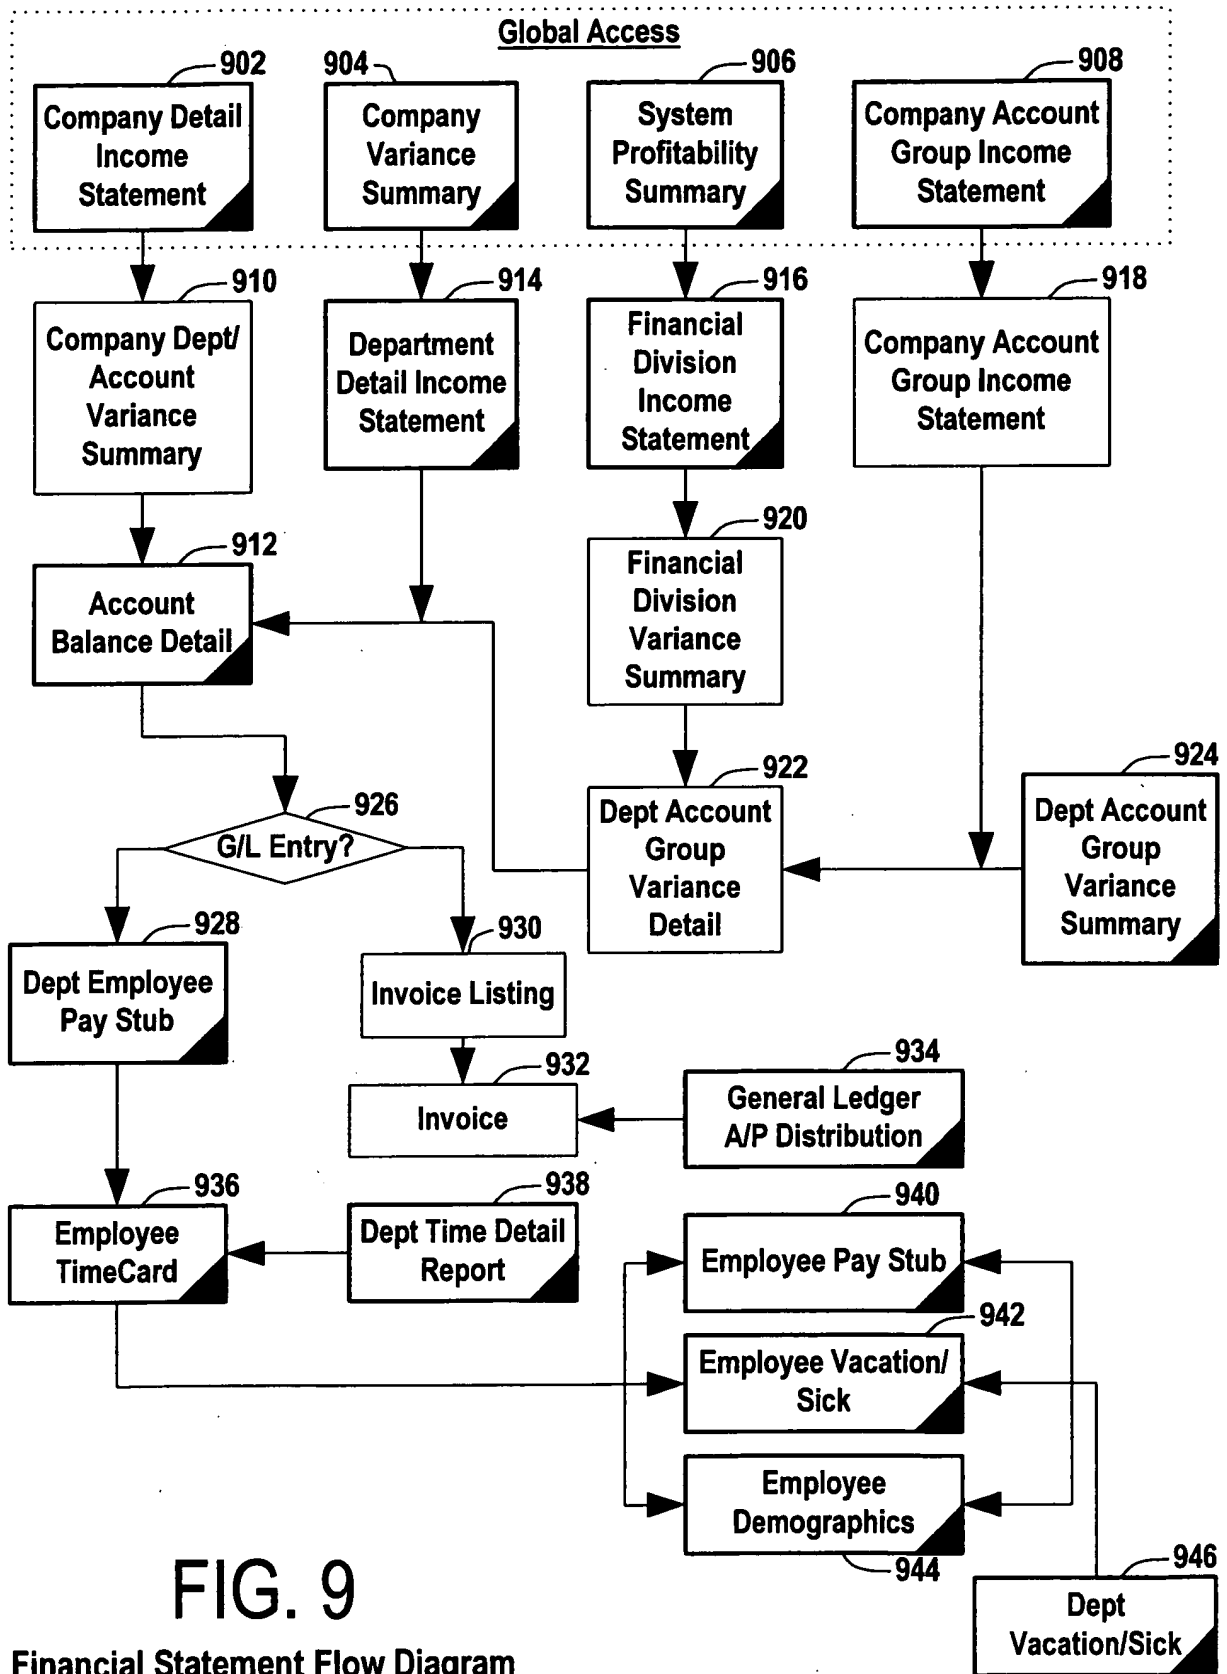 Global Access
902
904
906
908
Company Detail
Income
Statement
Company
Variance
Summary
System
Profitability
Summary
Company Account
Group Income
Statement
910
914
916
918
Company Dept/
Account
Variance
Summary
Department
Detail Income
Statement
Financial
Division
Income
Statement
Company Account
Group Income
Statement
912
920
Account
Balance Detail
Financial
Division
Variance
Summary
922
924
926
G/L Entry?
Dept Account
Group
Variance
Detail
Dept Account
Group
Variance
Summary
928
930
Dept Employee
Pay Stub
Invoice Listing
932
934
Invoice
General Ledger
A/P Distribution
936
938
940
Employee
TimeCard
Dept Time Detail
Report
Employee Pay Stub
942
Employee Vacation/
Sick
Employee
Demographics
944
946
Dept
Vacation/Sick
FIG. 9
Financial Statement Flow Diagram